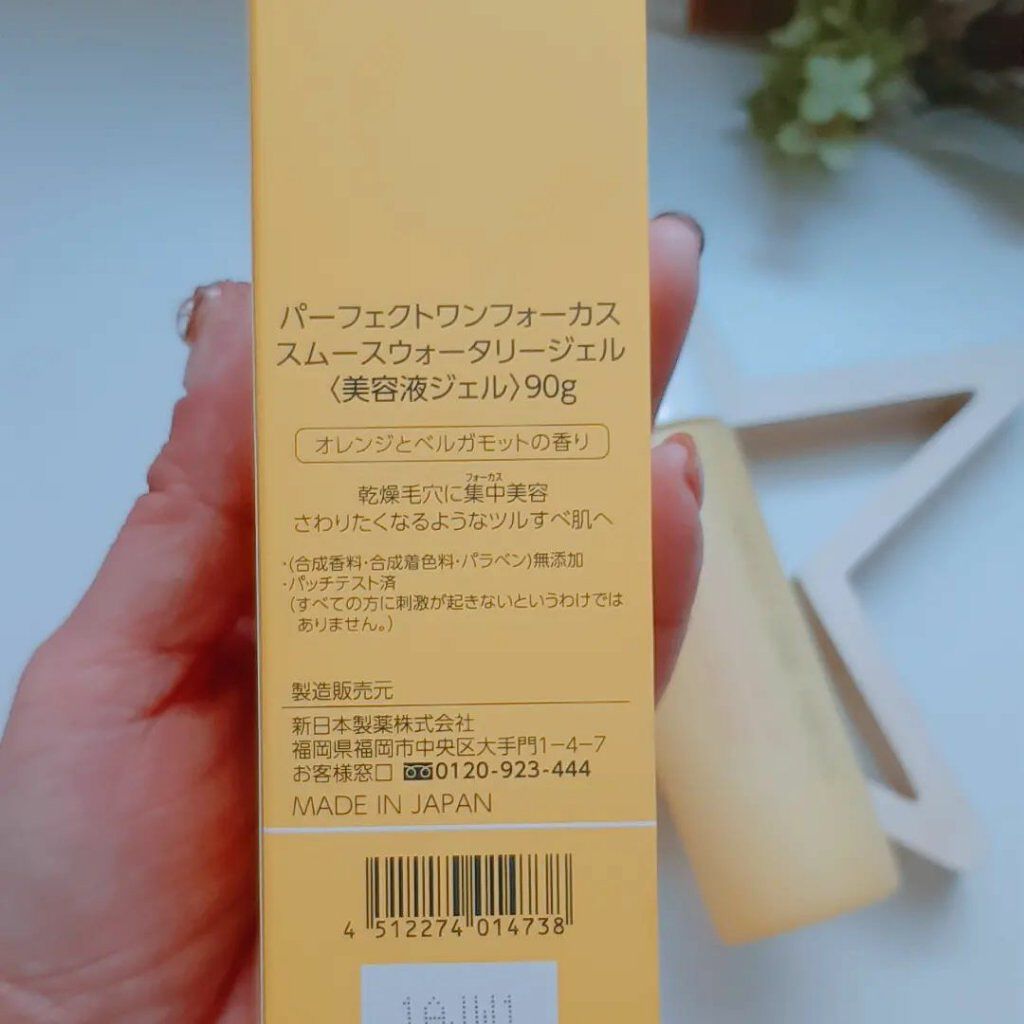 パーフェクトワンフォーカス
スムースウォータリージェル
〈美容液ジェル〉90g
オレンジとベルガモットの香り
フォーカス
乾燥毛穴に集中美容
さわりたくなるようなツルすべ肌へ
・(合成香料・合成着色料・パラベン)無添加
・パッチテスト済
(すべての方に刺激が起きないというわけでは
ありません。)
製造販売元
新日本製薬株式会社
福岡県福岡市中央区大手門1-4-7
お客様窓口 0120-923-444
MADE IN JAPAN
4 512274 014738